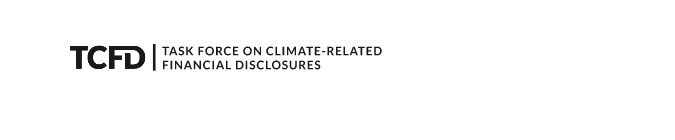 TCFD
TASK FORCE ON CLIMATE-RELATED
FINANCIAL DISCLOSURES